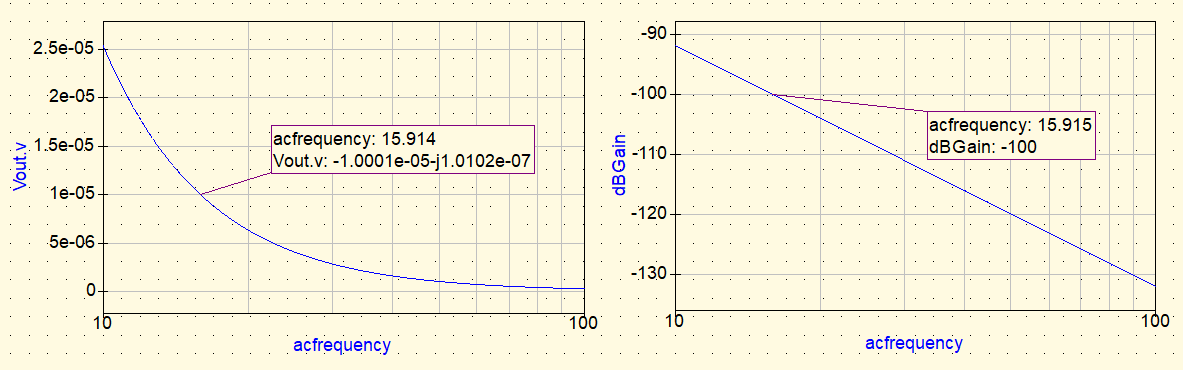 2.5e-05
2e-05
1.5e-05
1e-05
5e-06
0
Vout.v
acfrequency: 15.914
Vout.v: -1.0001e-05-j1.0102e-07
10
100
acfrequency
-90
-100
-110
-120
-130
dBGain
acfrequency: 15.915
dBGain: -100
10
100
acfrequency